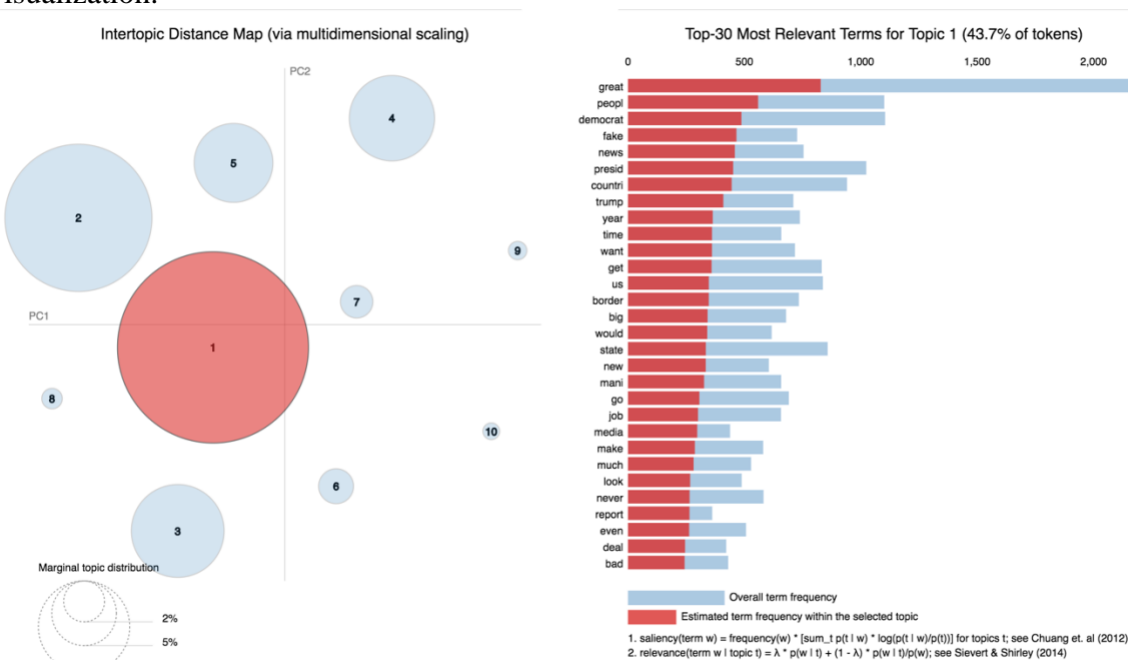 isualization.
Intertopic Distance Map (via multidimensional scaling)
PC2
4
5
2
9
7
PC1
1
8
10
6
3
Marginal topic distribution
2%
5%
Top-30 Most Relevant Terms for Topic 1 (43.7% of tokens)
0 500 1,000 1,500 2,000
great
peopl
democrat
fake
news
presid
countri
trump
year
time
want
get
us
border
big
would
state
new
mani
go
job
media
make
much
look
never
report
even
deal
bad
Overall term frequency
Estimated term frequency within the selected topic
1. saliency(term w) = frequency(w) * [sum_t p(t | w) * log(p(t | w)/p(t))] for topics t; see Chuang et. al (2012)
2. relevance(term w | topic t) = λ * p(w | t) + (1 - λ) * p(w | t)/p(w); see Sievert & Shirley (2014)